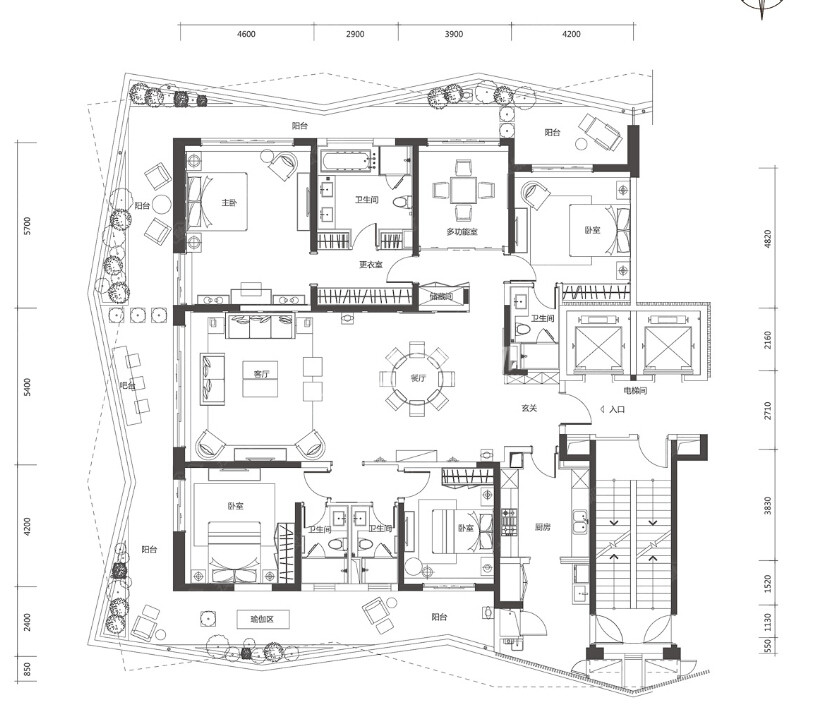 4600 2900 3900 4200
阳台
阳台
5700
主卧
阳台
卫生间
多功能室
卧室
4820
更衣室
储藏间
卫生间
2160
5400
客厅
餐厅
吧台
电梯间
玄关
入口
2710
4200
卧室
卫生间
卫生间
卧室
厨房
3830
阳台
1520
2400
瑜伽区
阳台
1130
550
850